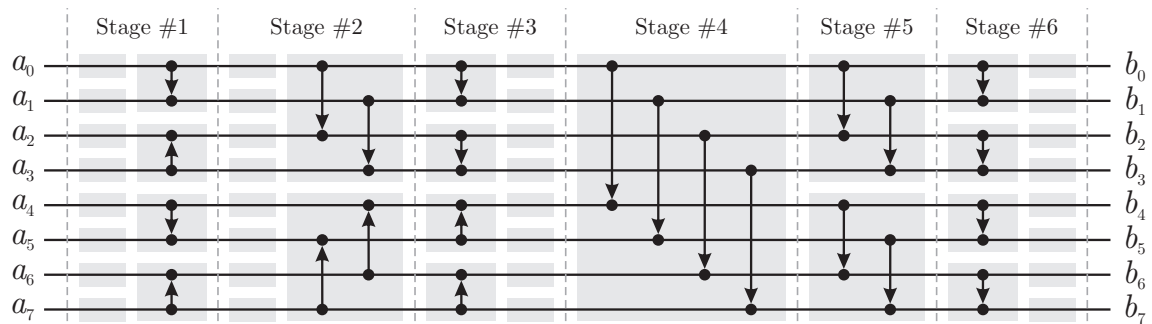 Stage #1 Stage #2 Stage #3 Stage #4 Stage #5 Stage #6
a₀ b₀
a₁ b₁
a₂ b₂
a₃ b₃
a₄ b₄
a₅ b₅
a₆ b₆
a₇ b₇